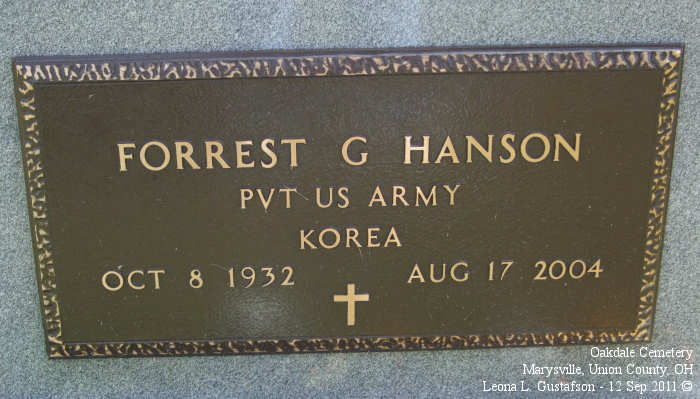 FORREST G HANSON
PVT US ARMY
KOREA
OCT 8 1932 AUG 17 2004
Oakdale Cemetery
Marysville, Union County, OH
Leona L. Gustafson - 12 Sep 2011 ©